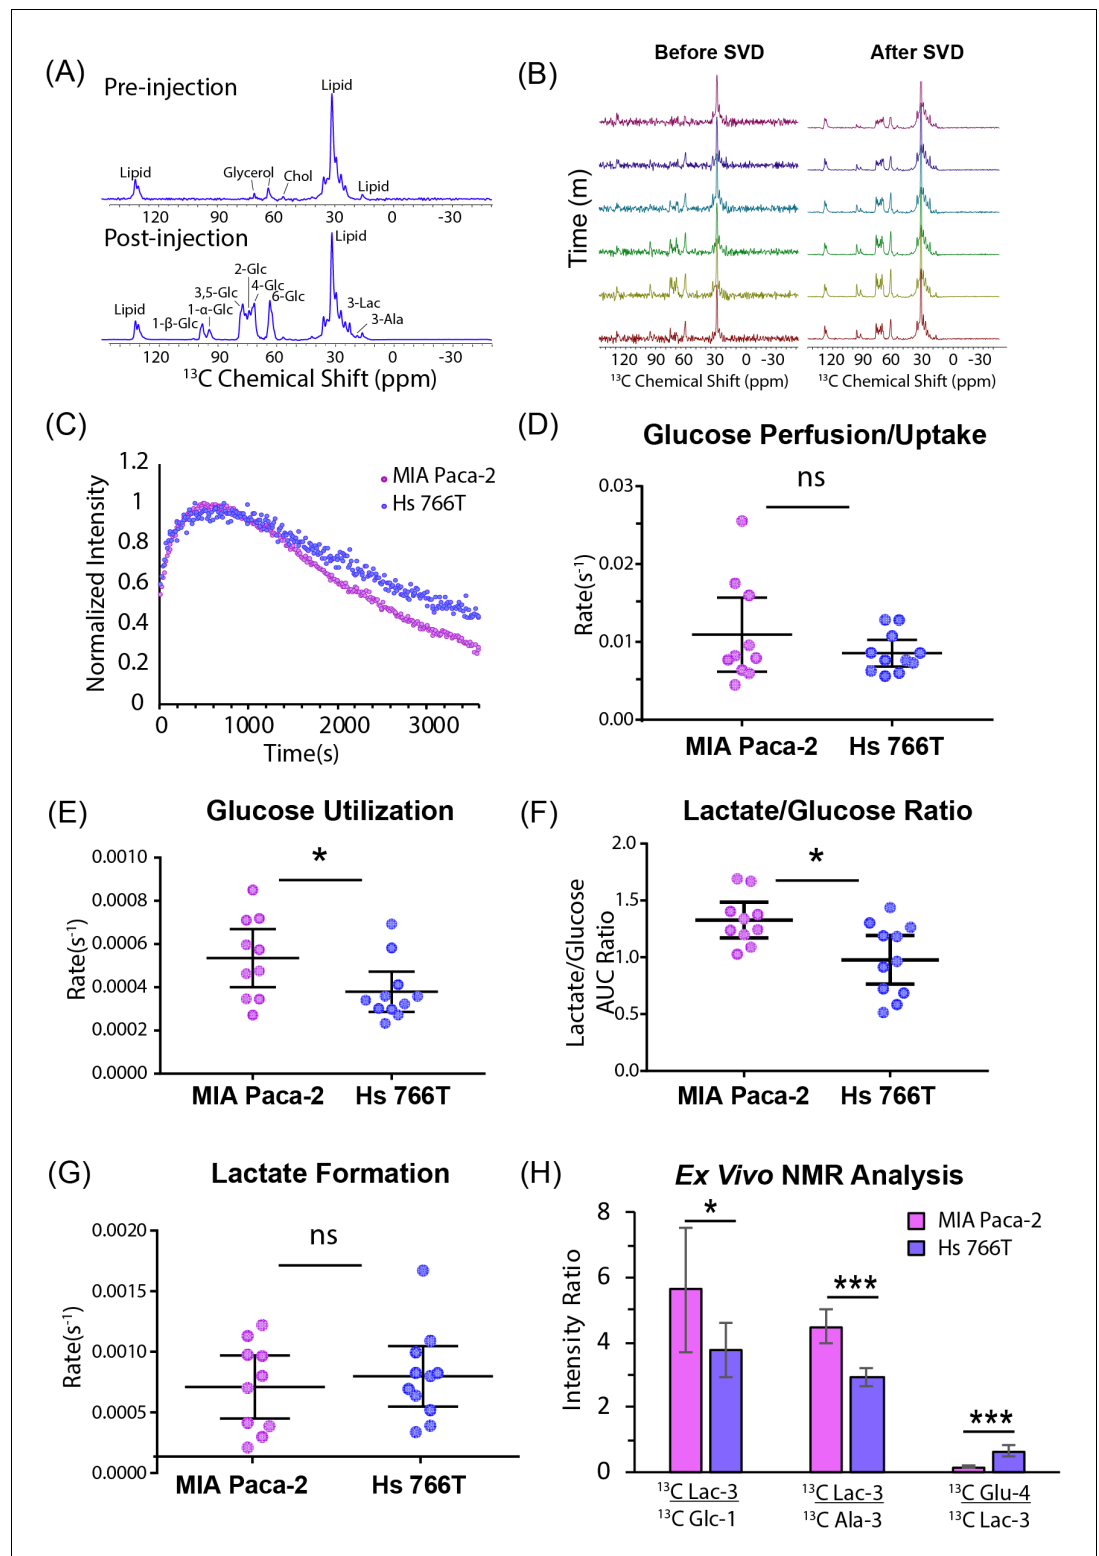 (A)
Pre-injection
Lipid
Lipid
Glycerol
Chol
Lipid
120 90 60 30 0 -30
Post-injection
Lipid
2-Glc
4-Glc
3,5-Glc
6-Glc
1-α-Glc
3-Lac
Lipid
1-β-Glc
3-Ala
120 90 60 30 0 -30
¹³C Chemical Shift (ppm)
(B)
Before SVD After SVD
Time (m)
120 90 60 30 0 -30 120 90 60 30 0 -30
¹³C Chemical Shift (ppm) ¹³C Chemical Shift (ppm)
(C)
Normalized Intensity
1.2
1
0.8
0.6
0.4
0.2
0
MIA Paca-2
Hs 766T
0 1000 2000 3000
Time(s)
(D)
Glucose Perfusion/Uptake
ns
Rate(s⁻¹)
0.03
0.02
0.01
0.00
MIA Paca-2 Hs 766T
(E)
Glucose Utilization
*
Rate(s⁻¹)
0.0010
0.0008
0.0006
0.0004
0.0002
0.0000
MIA Paca-2 Hs 766T
(F)
Lactate/Glucose Ratio
*
Lactate/Glucose
AUC Ratio
2.0
1.5
1.0
0.5
0.0
MIA Paca-2 Hs 766T
(G)
Lactate Formation
ns
Rate(s⁻¹)
0.0020
0.0015
0.0010
0.0005
0.0000
MIA Paca-2 Hs 766T
(H)
Ex Vivo NMR Analysis
MIA Paca-2
Hs 766T
Intensity Ratio
8
6
4
2
0
*
***
***
¹³C Lac-3 ¹³C Lac-3 ¹³C Glu-4
¹³C Glc-1 ¹³C Ala-3 ¹³C Lac-3